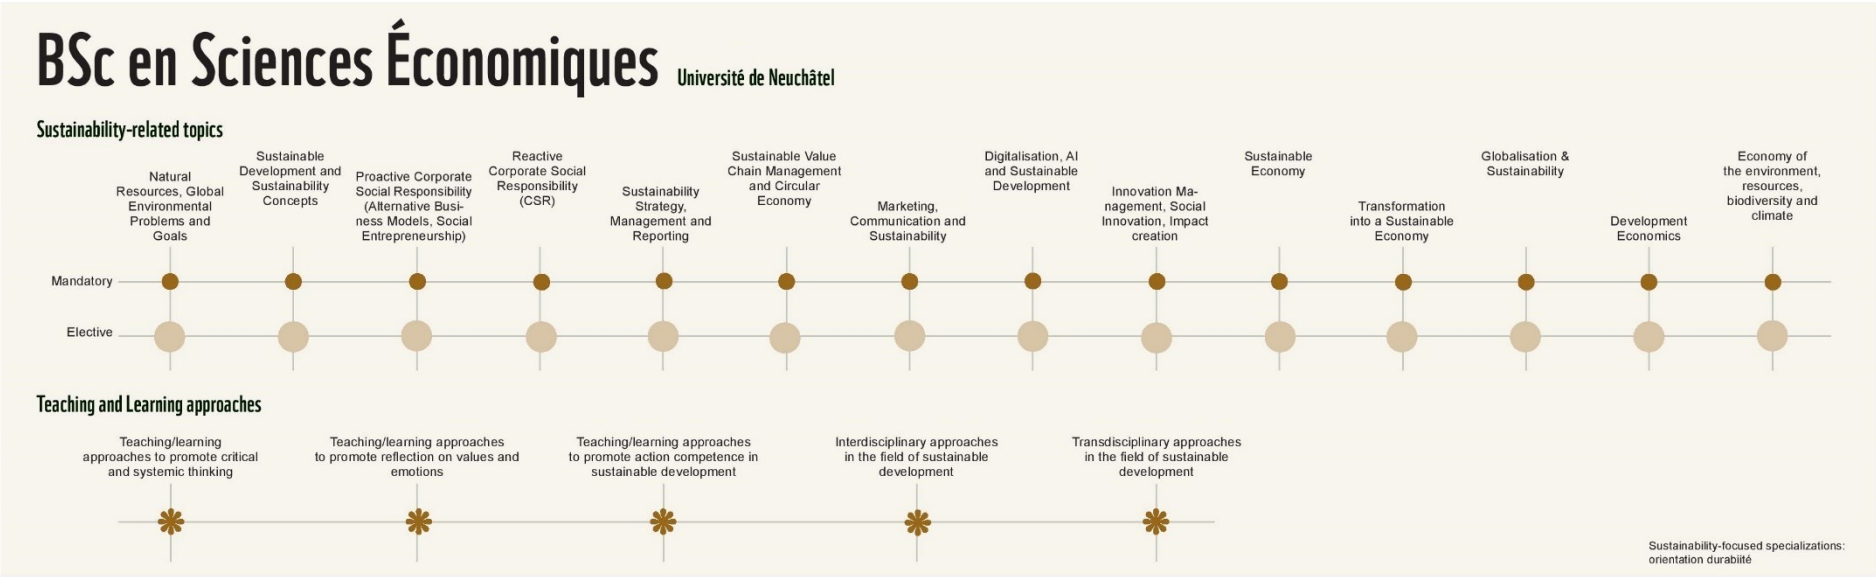 BSc en Sciences Économiques Université de Neuchâtel
Sustainability-related topics
Natural
Resources, Global
Environmental
Problems and
Goals
Sustainable
Development and
Sustainability
Concepts
Proactive Corporate
Social Responsibility
(Alternative Busi-
ness Models, Social
Entrepreneurship)
Reactive
Corporate Social
Responsibility
(CSR)
Sustainability
Strategy,
Management and
Reporting
Sustainable Value
Chain Management
and Circular
Economy
Marketing,
Communication and
Sustainability
Digitalisation, AI
and Sustainable
Development
Innovation Ma-
nagement, Social
Innovation, Impact
creation
Sustainable
Economy
Transformation
into a Sustainable
Economy
Globalisation &
Sustainability
Development
Economics
Economy of
the environment,
resources,
biodiversity and
climate
Mandatory
Elective
Teaching and Learning approaches
Teaching/learning
approaches to promote critical
and systemic thinking
Teaching/learning approaches
to promote reflection on values and
emotions
Teaching/learning approaches
to promote action competence in
sustainable development
Interdisciplinary approaches
in the field of sustainable
development
Transdisciplinary approaches
in the field of sustainable
development
Sustainability-focused specializations:
orientation durabiité